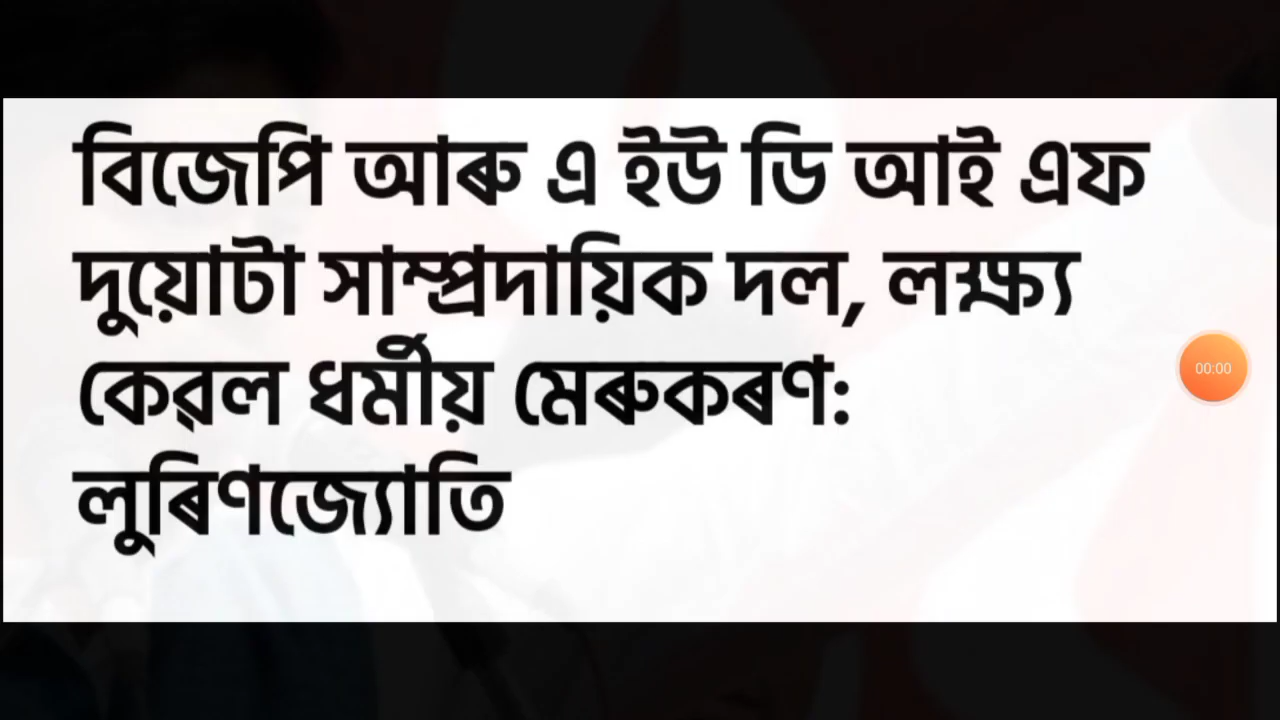 বিজেপি আৰু এ ইউ ডি আই এফ
দুয়োটা সাম্প্ৰদায়িক দল, লক্ষ্য
কেৱল ধৰ্মীয় মেৰুকৰণ:
লুৰিণজ্যোতি
00:00